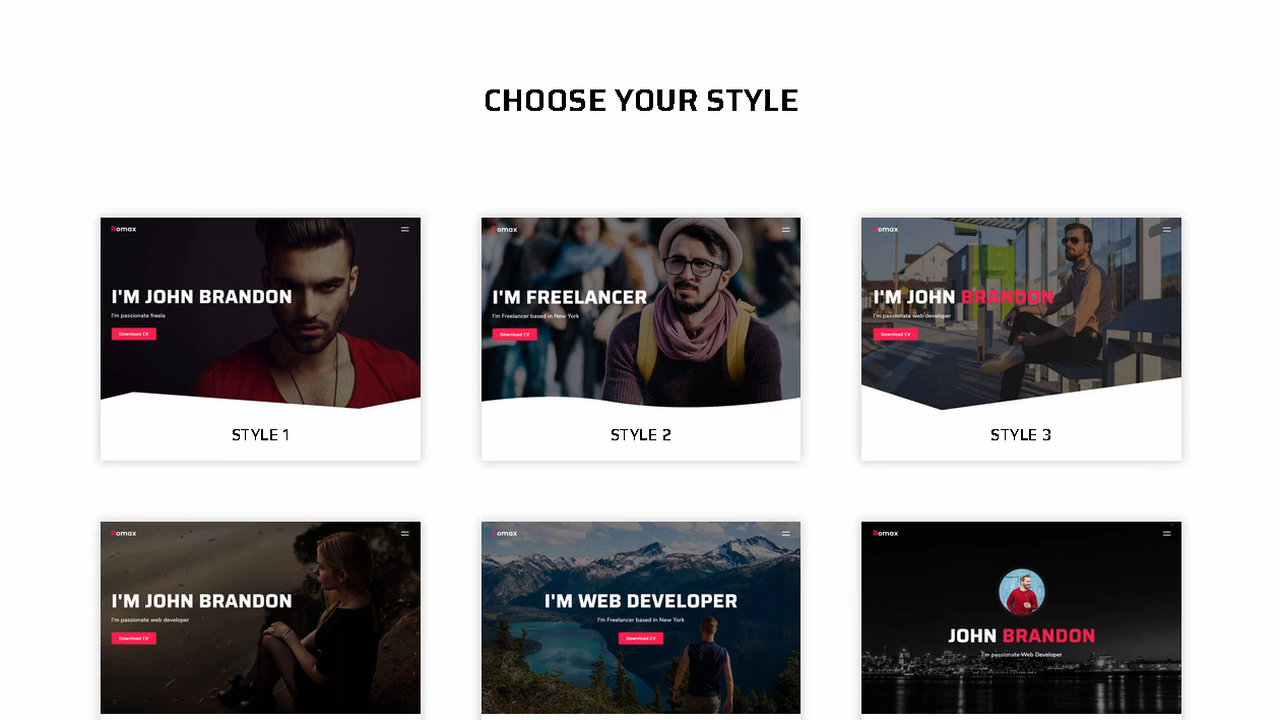 CHOOSE YOUR STYLE
Romax
I'M JOHN BRANDON
I'm passionate freela
Download CV
STYLE 1
Romax
I'M FREELANCER
I'm Freelancer based in New York
Download CV
STYLE 2
Romax
I'M JOHN BRANDON
I'm passionate web developer
Download CV
STYLE 3
Romax
I'M JOHN BRANDON
I'm passionate web developer
Download CV
Romax
I'M WEB DEVELOPER
I'm Freelancer based in New York
Download CV
Romax
JOHN BRANDON
I'm passionate Web Developer